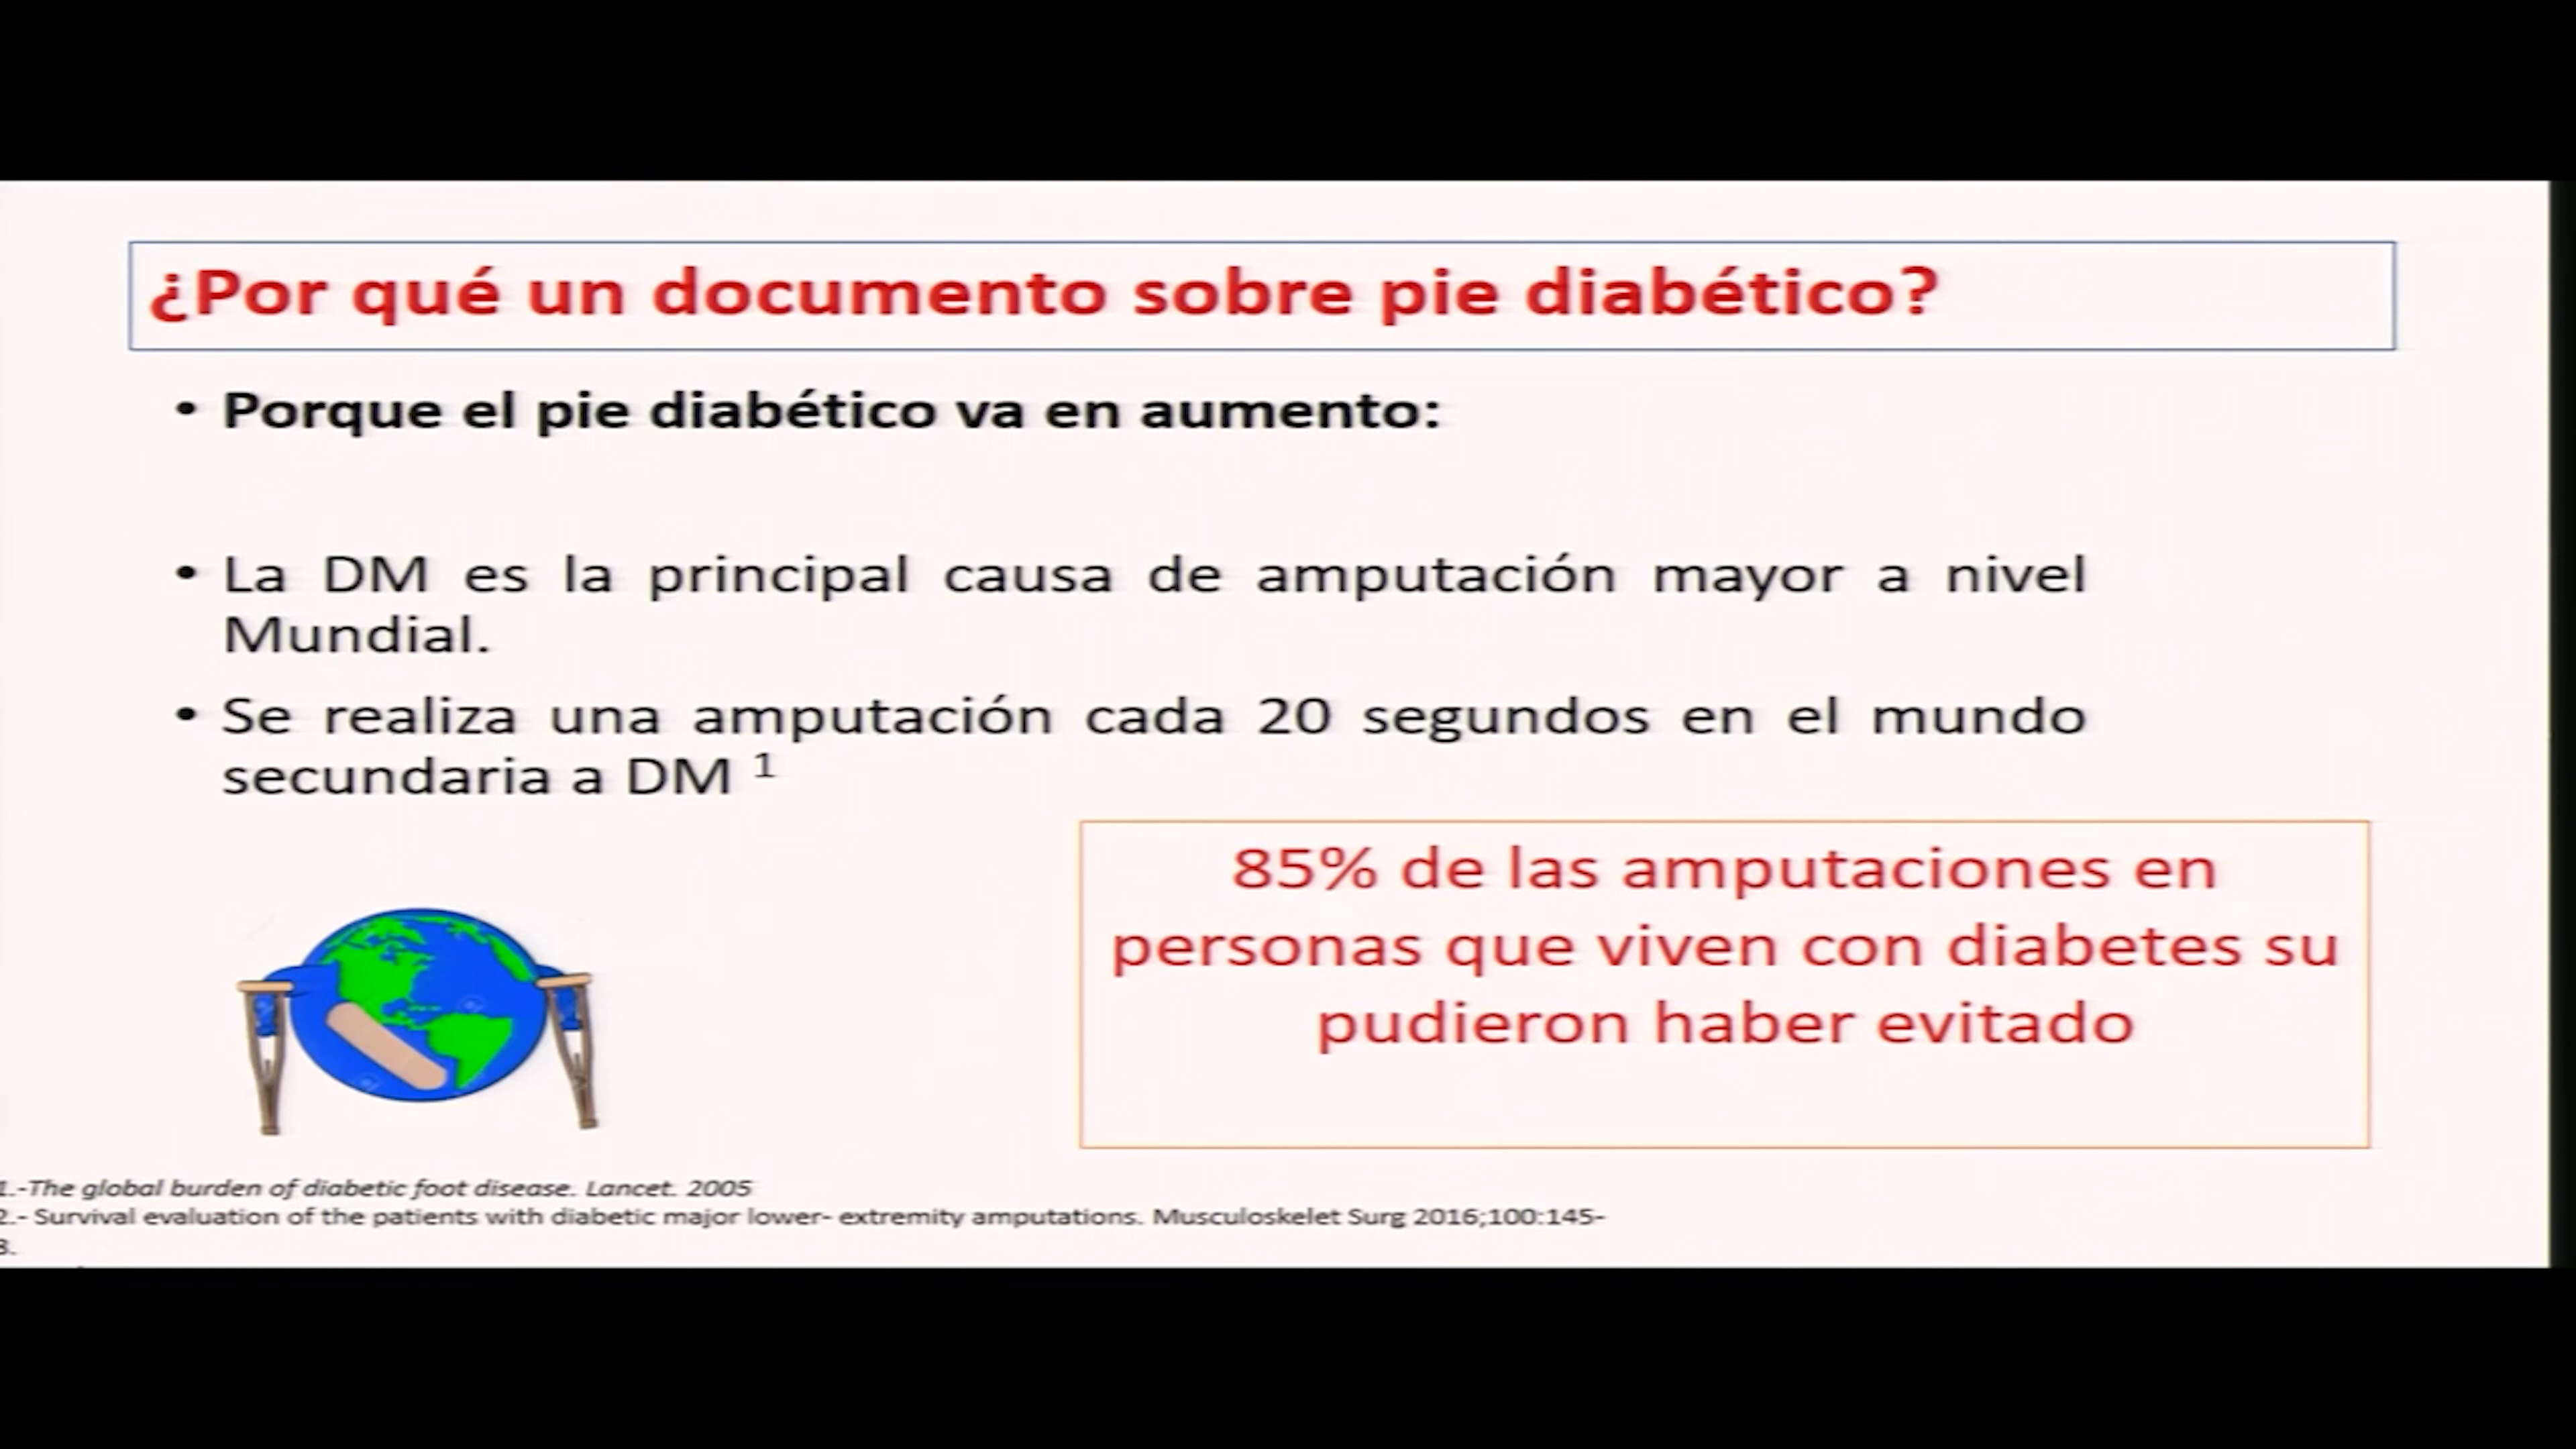 ¿Por qué un documento sobre pie diabético?
• Porque el pie diabético va en aumento:
• La DM es la principal causa de amputación mayor a nivel
Mundial.
• Se realiza una amputación cada 20 segundos en el mundo
secundaria a DM ¹
85% de las amputaciones en
personas que viven con diabetes su
pudieron haber evitado
1.-The global burden of diabetic foot disease. Lancet. 2005
2.- Survival evaluation of the patients with diabetic major lower- extremity amputations. Musculoskelet Surg 2016;100:145-
8.